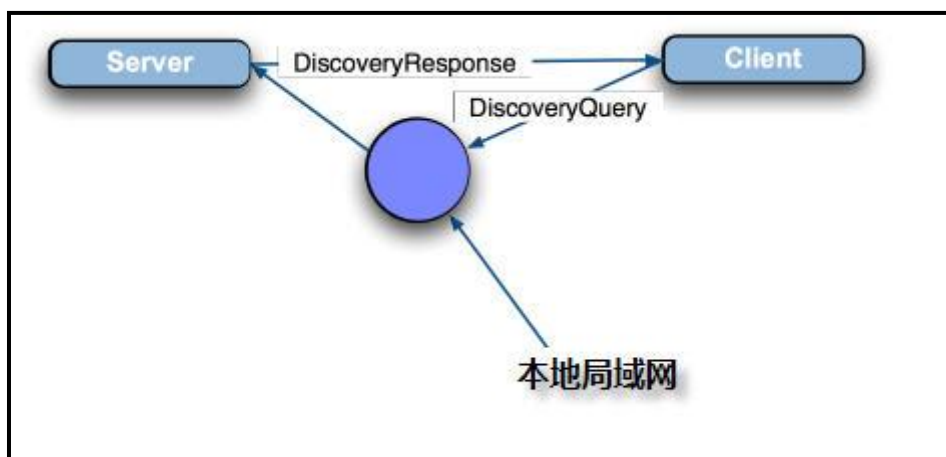 Server
DiscoveryResponse
Client
DiscoveryQuery
本地局域网